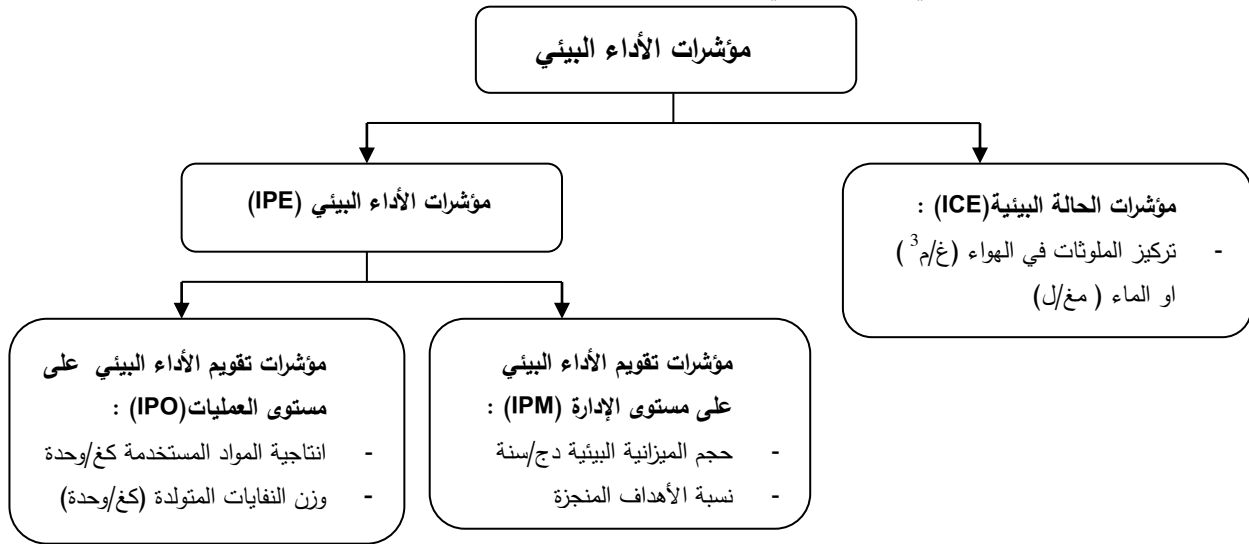 مؤشرات الأداء البيئي
مؤشرات الحالة البيئية(ICE) :
- تركيز الملوثات في الهواء (غ/م³)
او الماء ( مغ/ل)
مؤشرات الأداء البيئي (IPE)
مؤشرات تقويم الأداء البيئي
على مستوى الإدارة (IPM) :
- حجم الميزانية البيئية دج/سنة
- نسبة الأهداف المنجزة
مؤشرات تقويم الأداء البيئي على
مستوى العمليات(IPO) :
- انتاجية المواد المستخدمة كغ/وحدة
- وزن النفايات المتولدة (كغ/وحدة)